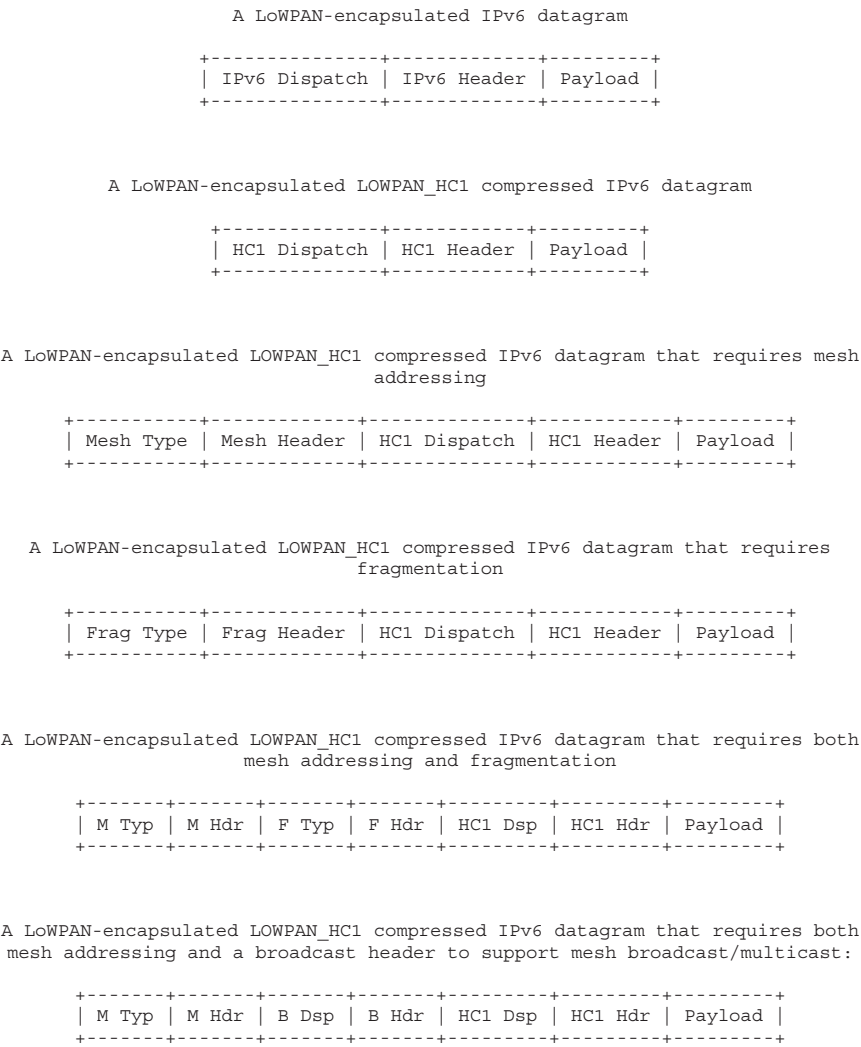 A LoWPAN-encapsulated IPv6 datagram
+---------------+-------------+---------+
| IPv6 Dispatch | IPv6 Header | Payload |
+---------------+-------------+---------+
A LoWPAN-encapsulated LOWPAN_HC1 compressed IPv6 datagram
+--------------+------------+---------+
| HC1 Dispatch | HC1 Header | Payload |
+--------------+------------+---------+
A LoWPAN-encapsulated LOWPAN_HC1 compressed IPv6 datagram that requires mesh
addressing
+-----------+-------------+--------------+------------+---------+
| Mesh Type | Mesh Header | HC1 Dispatch | HC1 Header | Payload |
+-----------+-------------+--------------+------------+---------+
A LoWPAN-encapsulated LOWPAN_HC1 compressed IPv6 datagram that requires
fragmentation
+-----------+-------------+--------------+------------+---------+
| Frag Type | Frag Header | HC1 Dispatch | HC1 Header | Payload |
+-----------+-------------+--------------+------------+---------+
A LoWPAN-encapsulated LOWPAN_HC1 compressed IPv6 datagram that requires both
mesh addressing and fragmentation
+-------+-------+-------+-------+---------+---------+---------+
| M Typ | M Hdr | F Typ | F Hdr | HC1 Dsp | HC1 Hdr | Payload |
+-------+-------+-------+-------+---------+---------+---------+
A LoWPAN-encapsulated LOWPAN_HC1 compressed IPv6 datagram that requires both
mesh addressing and a broadcast header to support mesh broadcast/multicast:
+-------+-------+-------+-------+---------+---------+---------+
| M Typ | M Hdr | B Dsp | B Hdr | HC1 Dsp | HC1 Hdr | Payload |
+-------+-------+-------+-------+---------+---------+---------+